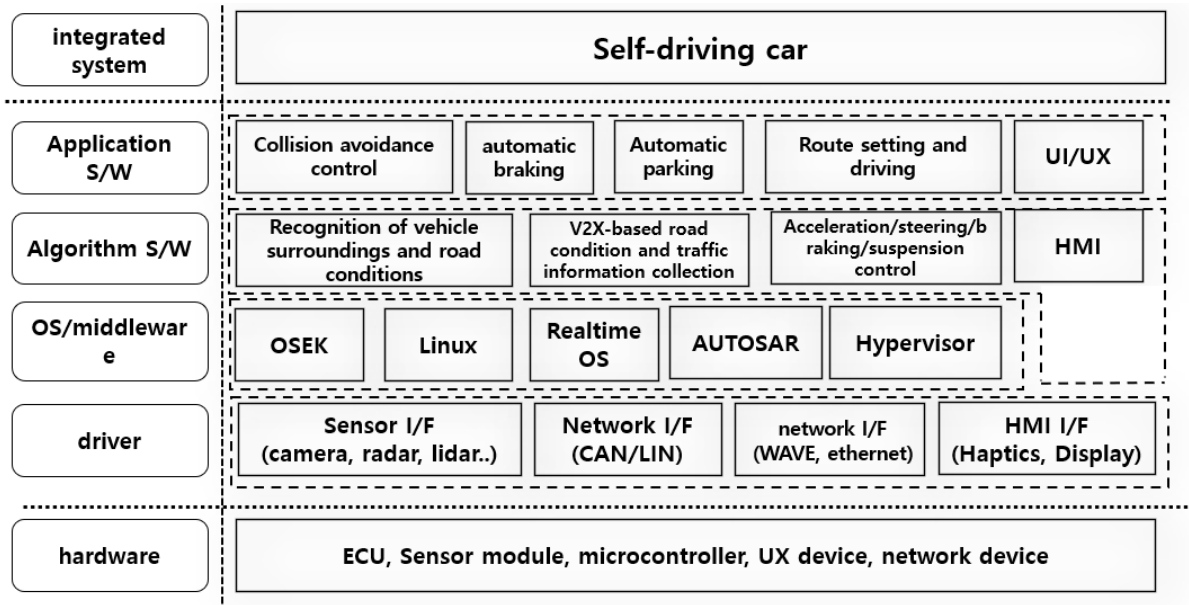 integrated
system
Self-driving car
Application
S/W
Collision avoidance
control
automatic
braking
Automatic
parking
Route setting and
driving
UI/UX
Algorithm S/W
Recognition of vehicle
surroundings and road
conditions
V2X-based road
condition and traffic
information collection
Acceleration/steering/b
raking/suspension
control
HMI
OS/middlewar
e
OSEK
Linux
Realtime
OS
AUTOSAR
Hypervisor
driver
Sensor I/F
(camera, radar, lidar..)
Network I/F
(CAN/LIN)
network I/F
(WAVE, ethernet)
HMI I/F
(Haptics, Display)
hardware
ECU, Sensor module, microcontroller, UX device, network device